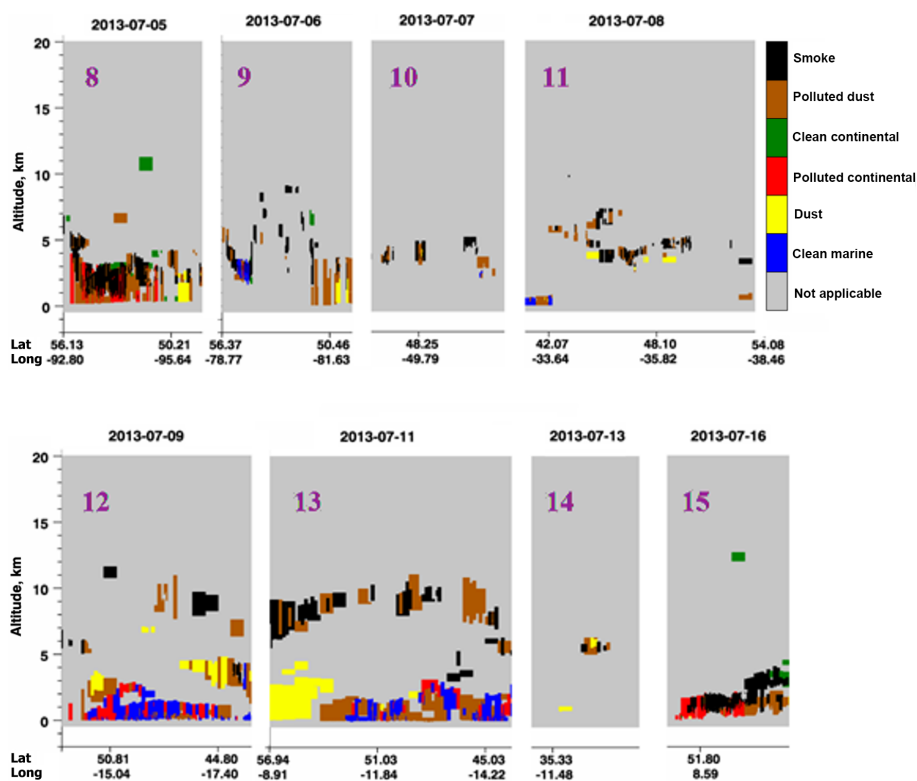 2013-07-05 2013-07-06 2013-07-07 2013-07-08
20
15
10
5
0
Altitude, km
8 9 10 11
Smoke
Polluted dust
Clean continental
Polluted continental
Dust
Clean marine
Not applicable
Lat 56.13 50.21 56.37 50.46 48.25 42.07 48.10 54.08
Long -92.80 -95.64 -78.77 -81.63 -49.79 -33.64 -35.82 -38.46
2013-07-09 2013-07-11 2013-07-13 2013-07-16
20
15
10
5
0
Altitude, km
12 13 14 15
Lat 50.81 44.80 56.94 51.03 45.03 35.33 51.80
Long -15.04 -17.40 -8.91 -11.84 -14.22 -11.48 8.59